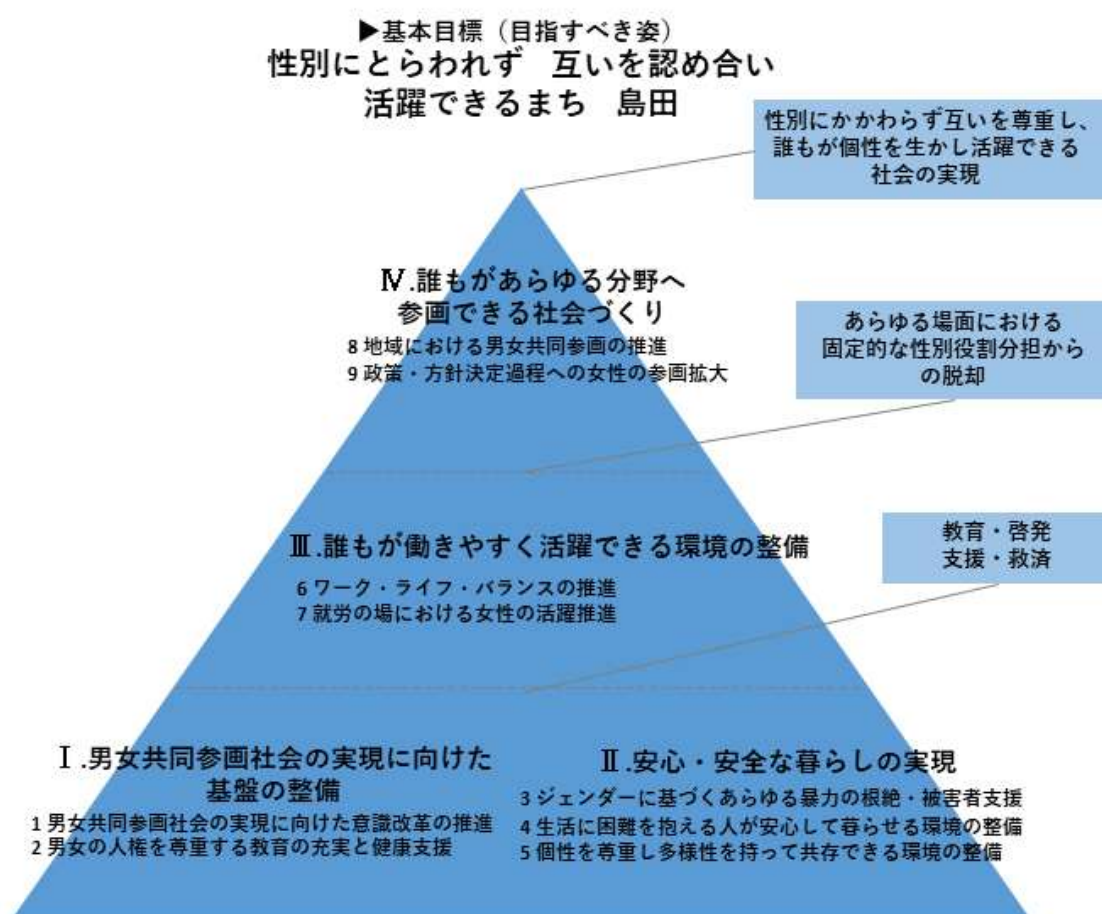 ▶基本目標（目指すべき姿）
性別にとらわれず　互いを認め合い
活躍できるまち　島田
性別にかかわらず互いを尊重し、
誰もが個性を生かし活躍できる
社会の実現
Ⅳ.誰もがあらゆる分野へ
参画できる社会づくり
8 地域における男女共同参画の推進
9 政策・方針決定過程への女性の参画拡大
あらゆる場面における
固定的な性別役割分担から
の脱却
Ⅲ.誰もが働きやすく活躍できる環境の整備
6 ワーク・ライフ・バランスの推進
7 就労の場における女性の活躍推進
教育・啓発
支援・救済
Ⅰ.男女共同参画社会の実現に向けた
基盤の整備
1 男女共同参画社会の実現に向けた意識改革の推進
2 男女の人権を尊重する教育の充実と健康支援
Ⅱ.安心・安全な暮らしの実現
3 ジェンダーに基づくあらゆる暴力の根絶・被害者支援
4 生活に困難を抱える人が安心して暮らせる環境の整備
5 個性を尊重し多様性を持って共存できる環境の整備